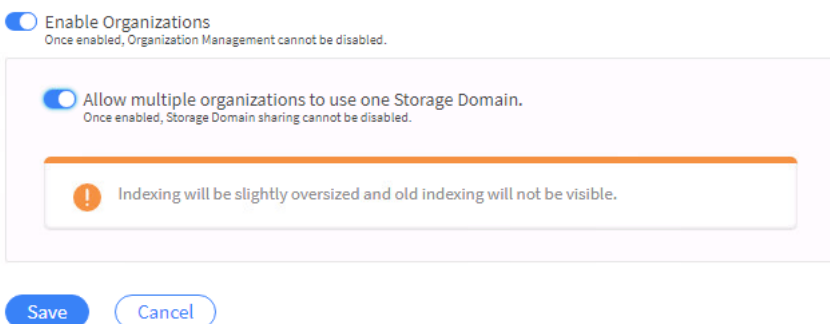 Enable Organizations
Once enabled, Organization Management cannot be disabled.
Allow multiple organizations to use one Storage Domain.
Once enabled, Storage Domain sharing cannot be disabled.
Indexing will be slightly oversized and old indexing will not be visible.
Save Cancel